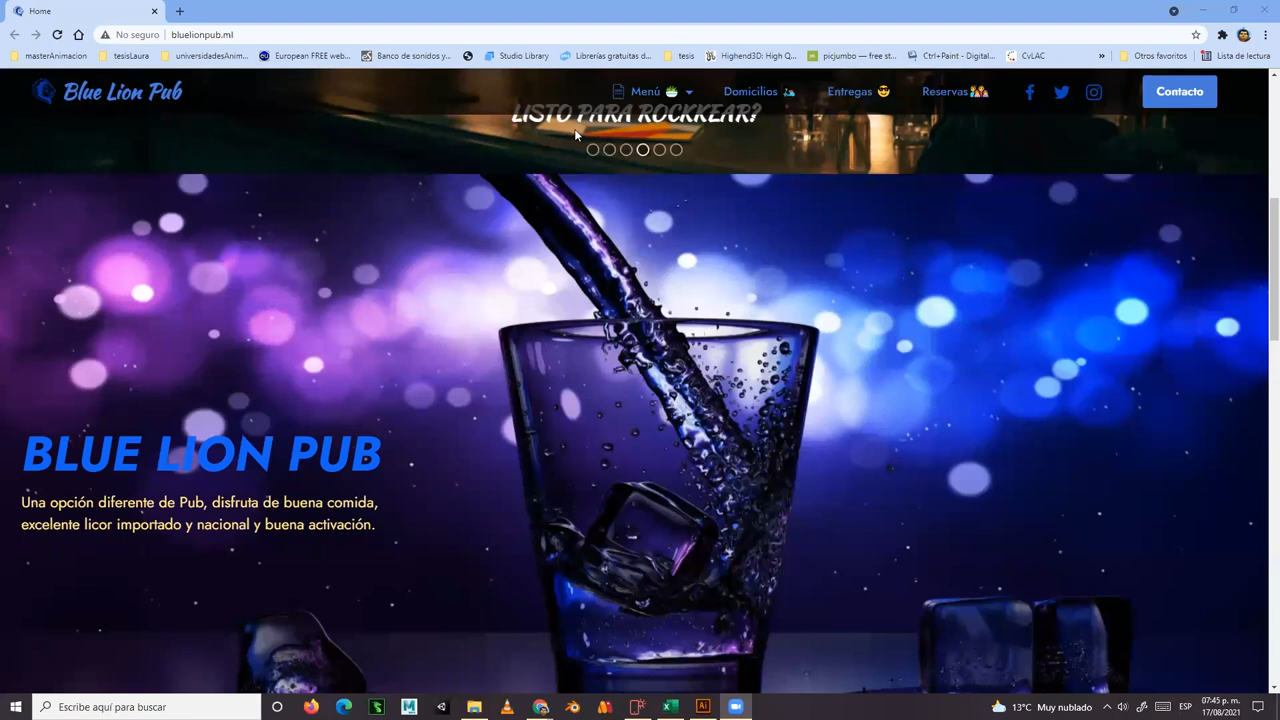 Home
No seguro
bluelionpub.ml
masterAnimacion
tesisLaura
universidadesAnim...
European FREE web...
Banco de sonidos y...
Studio Library
Librerías gratuitas d...
tesis
Highend3D: High Q...
picjumbo — free st...
Ctrl+Paint - Digital...
CvLAC
»
Otros favoritos
Lista de lectura
Blue Lion Pub
Menú
Domicilios
Entregas
Reservas
Contacto
LISTO PARA ROCKKEAR?
BLUE LION PUB
Una opción diferente de Pub, disfruta de buena comida,
excelente licor importado y nacional y buena activación.
Escribe aquí para buscar
13°C Muy nublado
ESP
07:45 p. m.
17/08/2021